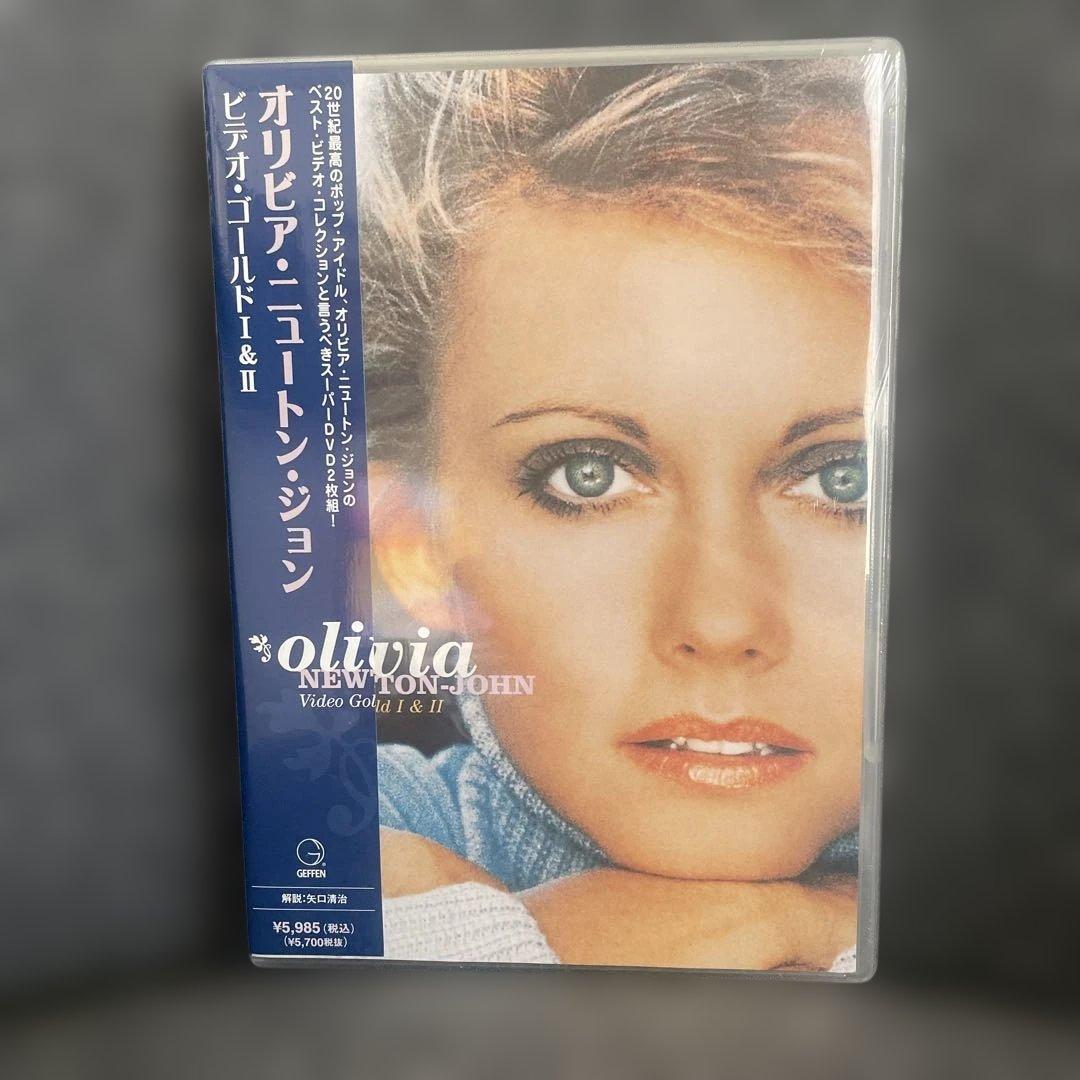 オリビア・ニュートン・ジョン
ビデオ・ゴールドⅠ&Ⅱ
20世紀最高のポップ・アイドル、オリビア・ニュートン・ジョンの
ベスト・ビデオ・コレクションと言うべきスーパーDVD2枚組!
olivia
NEWTON-JOHN
Video Gold I & II
GEFFEN
解説:矢口清治
¥5,985(税込)
(¥5,700税抜)